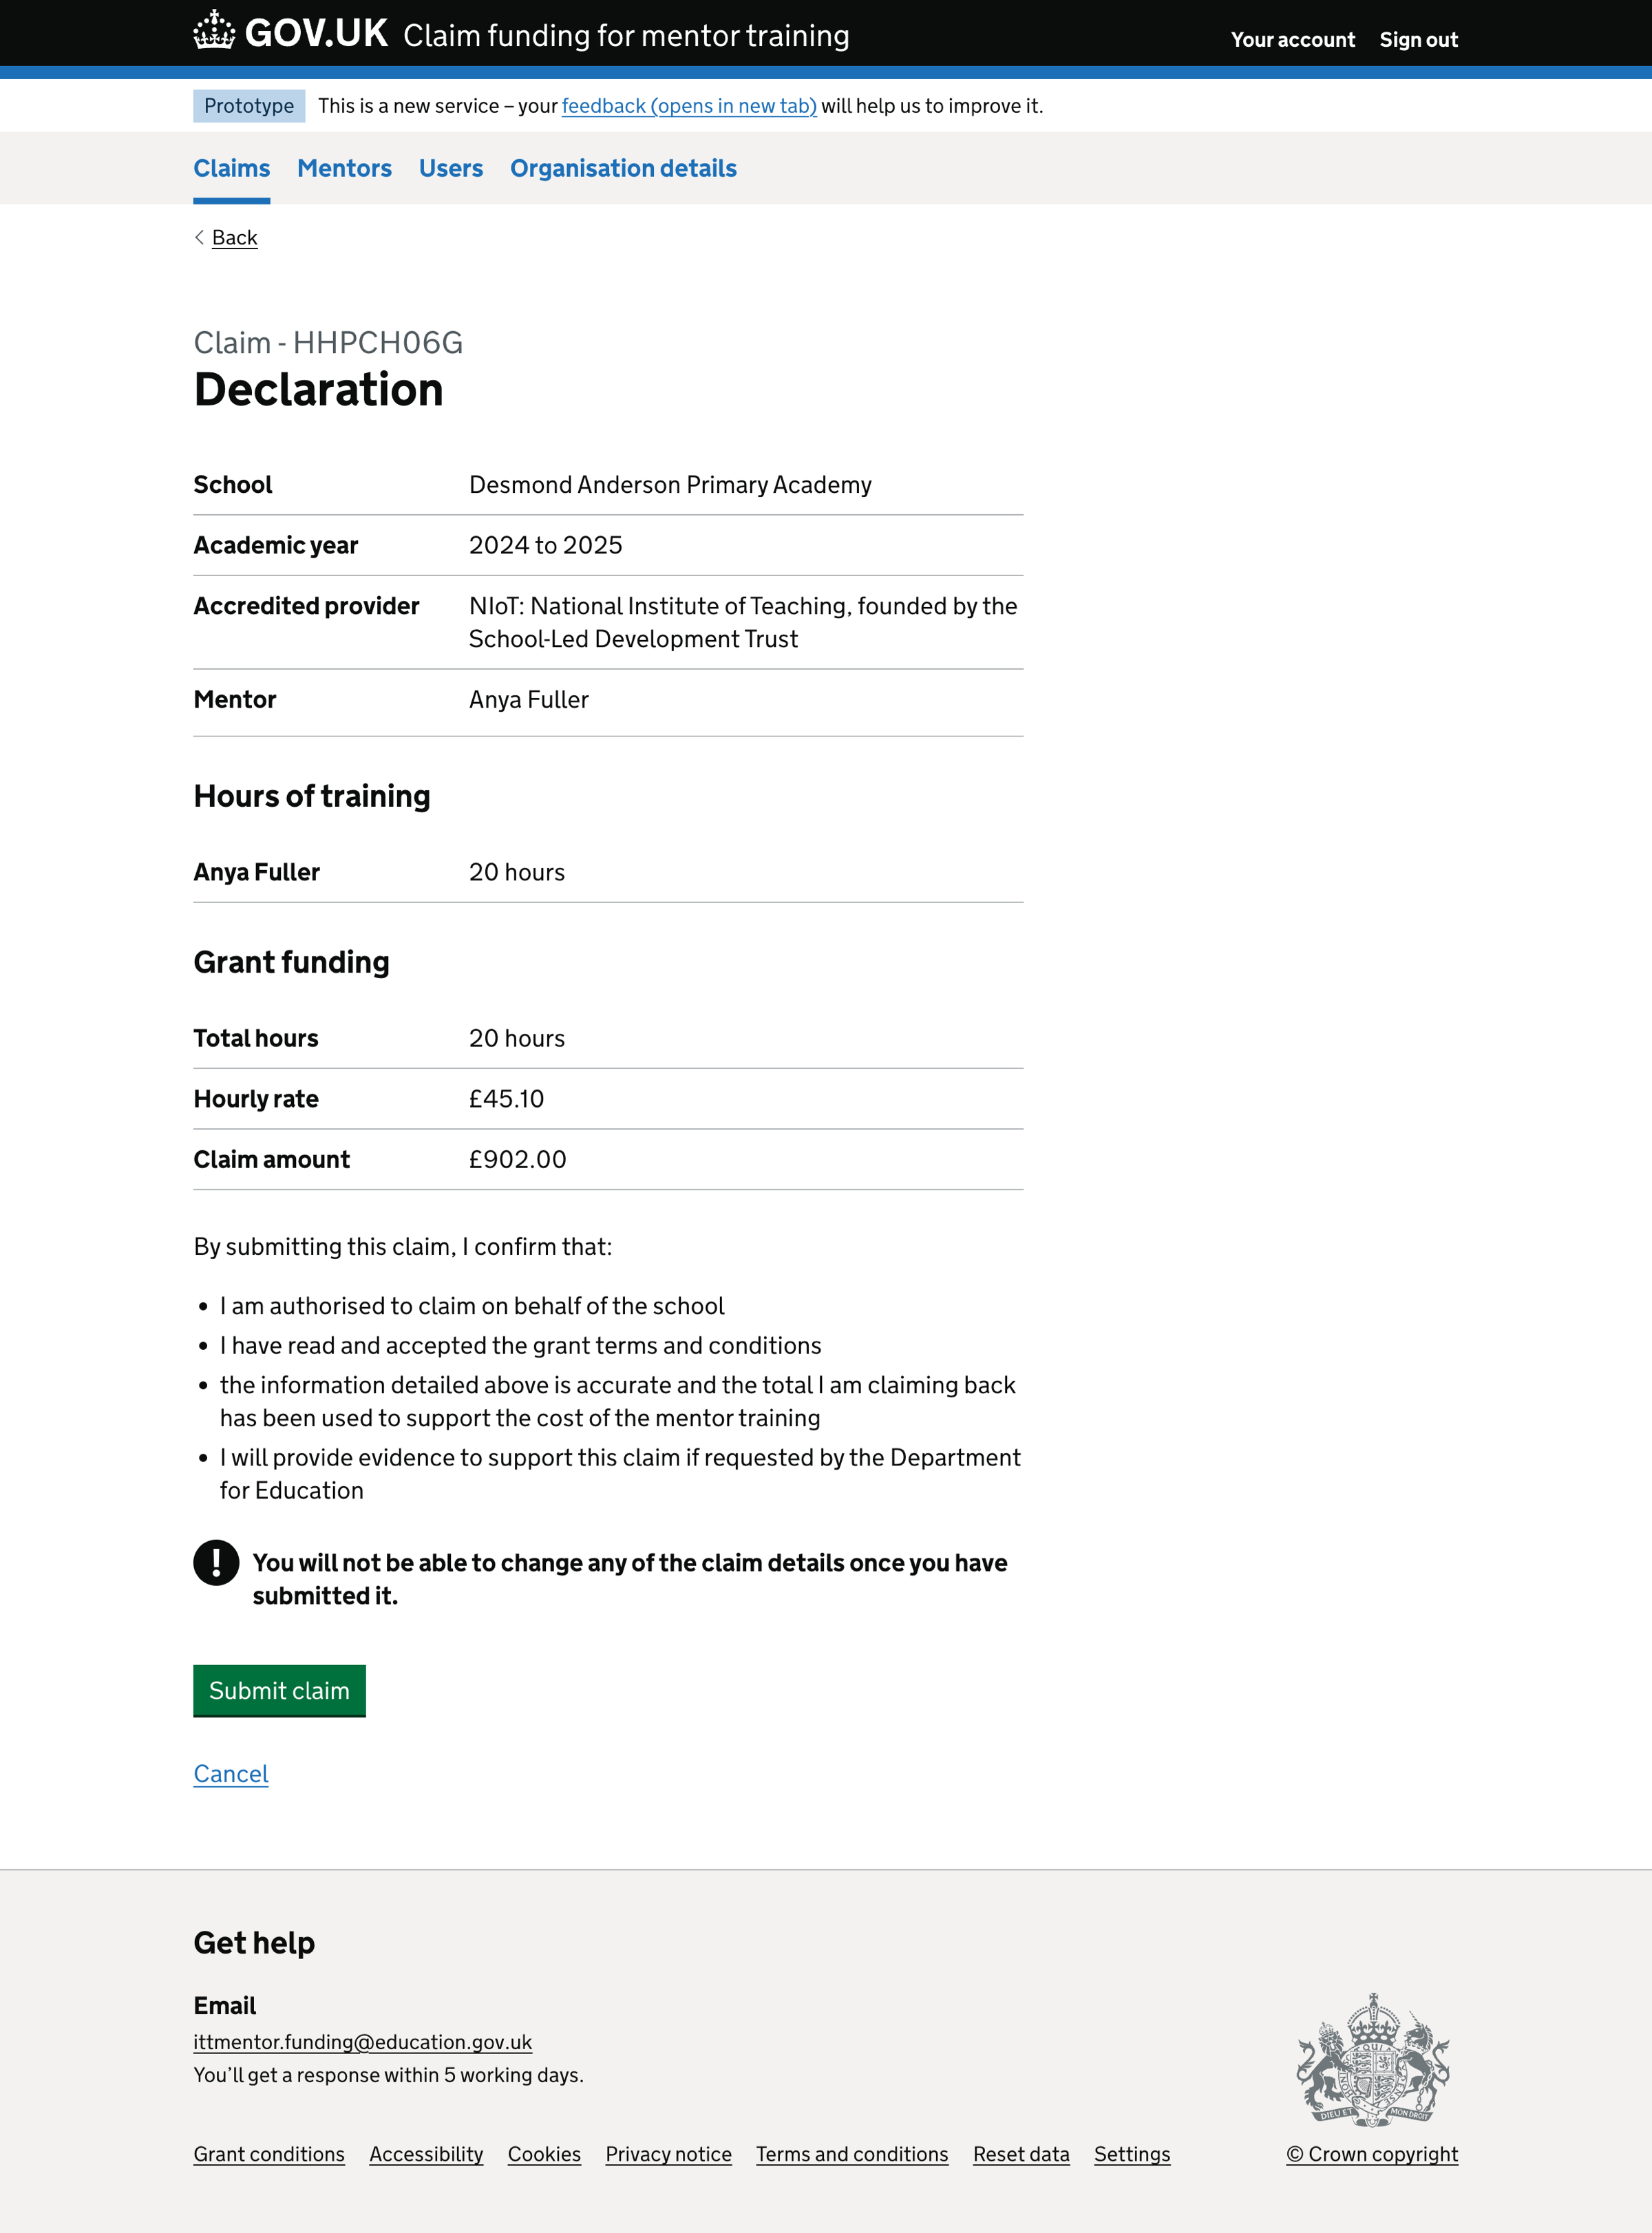 GOV.UK Claim funding for mentor training
Your account Sign out
Prototype This is a new service – your feedback (opens in new tab) will help us to improve it.
Claims Mentors Users Organisation details
Back
Claim - HHPCH06G
Declaration
School Desmond Anderson Primary Academy
Academic year 2024 to 2025
Accredited provider NIoT: National Institute of Teaching, founded by the
School-Led Development Trust
Mentor Anya Fuller
Hours of training
Anya Fuller 20 hours
Grant funding
Total hours 20 hours
Hourly rate £45.10
Claim amount £902.00
By submitting this claim, I confirm that:
• I am authorised to claim on behalf of the school
• I have read and accepted the grant terms and conditions
• the information detailed above is accurate and the total I am claiming back
has been used to support the cost of the mentor training
• I will provide evidence to support this claim if requested by the Department
for Education
! You will not be able to change any of the claim details once you have
submitted it.
Submit claim
Cancel
Get help
Email
ittmentor.funding@education.gov.uk
You’ll get a response within 5 working days.
DIEU ET MON DROIT
Grant conditions Accessibility Cookies Privacy notice Terms and conditions Reset data Settings
© Crown copyright